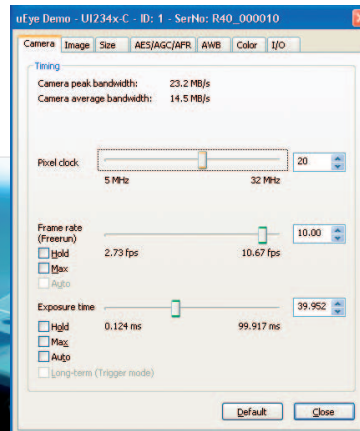 uEye Demo - UI234x-C - ID: 1 - SerNo: R40_000010
Camera Image Size AES/AGC/AFR AWB Color I/O
Timing
Camera peak bandwidth: 23.2 MB/s
Camera average bandwidth: 14.5 MB/s
Pixel clock 20
5 MHz 32 MHz
Frame rate
(Freerun) 10.00
Hold 2.73 fps 10.67 fps
Max
Auto
Exposure time 39.952
Hold 0.124 ms 99.917 ms
Max
Auto
Long-term (Trigger mode)
Default Close